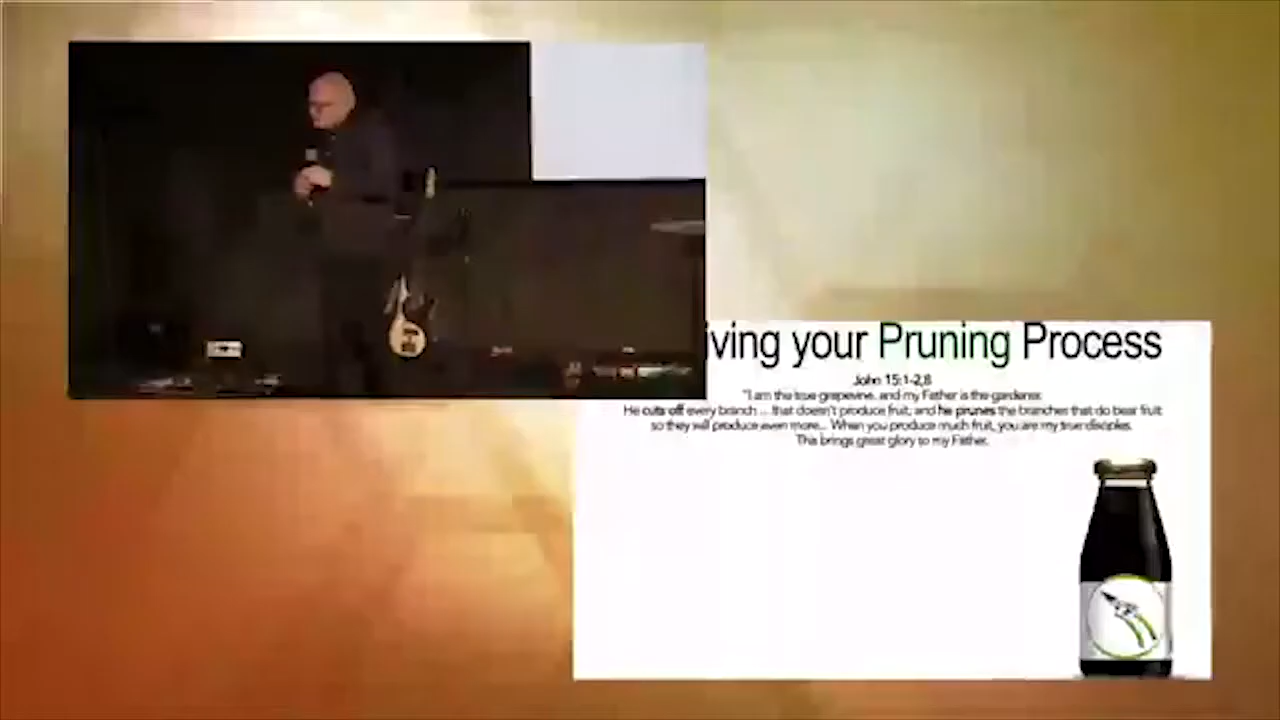 iving your Pruning Process
John 15:1-2,8
"I am the true grapevine, and my Father is the gardener.
He cuts off every branch ... that doesn't produce fruit, and he prunes the branches that do bear fruit
so they will produce even more... When you produce much fruit, you are my true disciples.
This brings great glory to my Father.